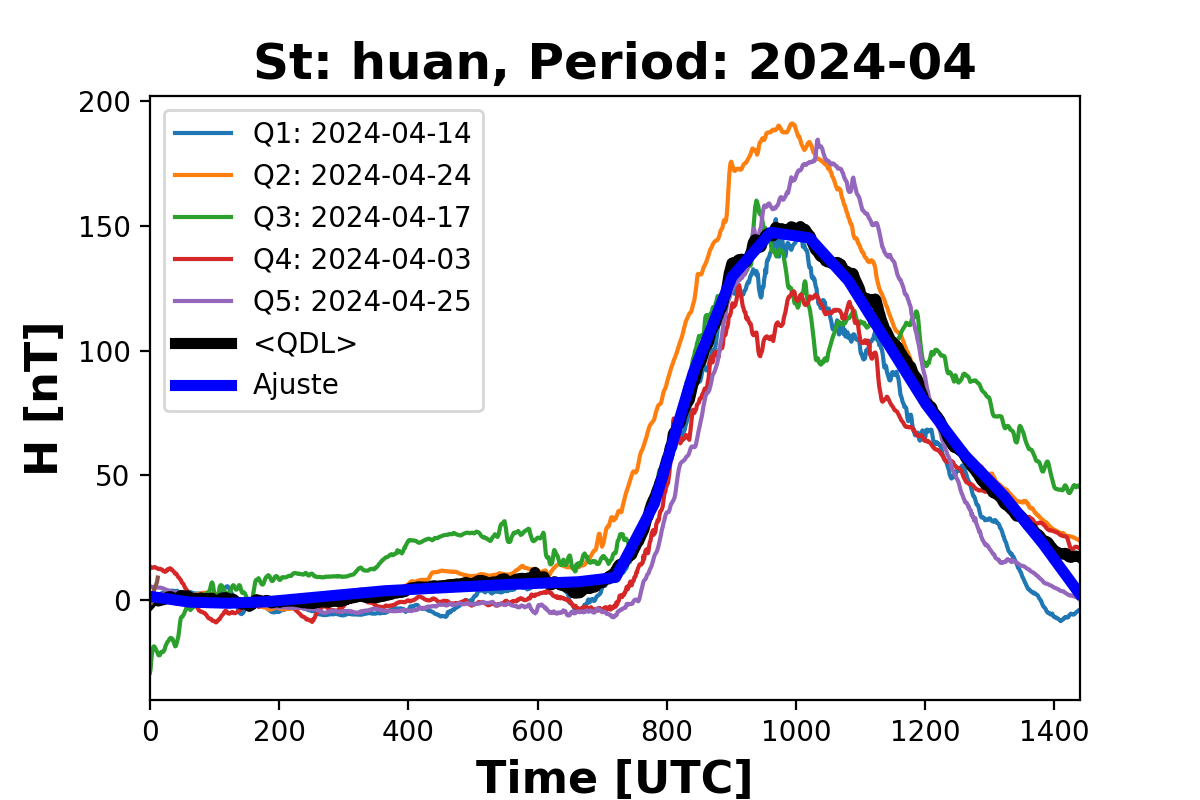 St: huan, Period: 2024-04
H [nT]
200
150
100
50
0
Q1: 2024-04-14
Q2: 2024-04-24
Q3: 2024-04-17
Q4: 2024-04-03
Q5: 2024-04-25
<QDL>
Ajuste
0 200 400 600 800 1000 1200 1400
Time [UTC]